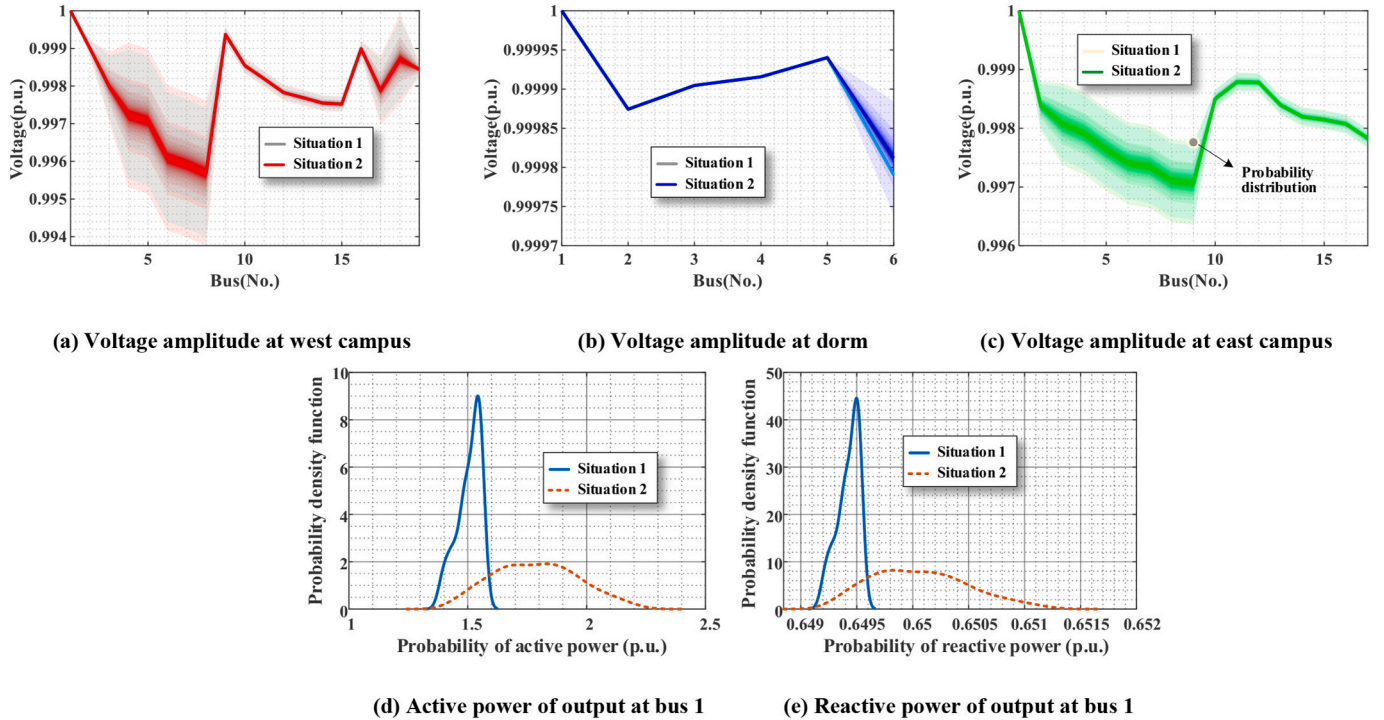 1
0.999
0.998
0.997
0.996
0.995
0.994
Voltage(p.u.)
5
10
15
Bus(No.)
Situation 1
Situation 2
(a) Voltage amplitude at west campus
1
0.99995
0.9999
0.99985
0.9998
0.99975
0.9997
Voltage(p.u.)
1
2
3
4
5
6
Bus(No.)
Situation 1
Situation 2
(b) Voltage amplitude at dorm
1
0.999
0.998
0.997
0.996
Voltage(p.u.)
5
10
15
Bus(No.)
Situation 1
Situation 2
Probability
distribution
(c) Voltage amplitude at east campus
10
8
6
4
2
0
Probability density function
1
1.5
2
2.5
Probability of active power (p.u.)
Situation 1
Situation 2
(d) Active power of output at bus 1
50
40
30
20
10
0
Probability density function
0.649
0.6495
0.65
0.6505
0.651
0.6515
0.652
Probability of reactive power (p.u.)
Situation 1
Situation 2
(e) Reactive power of output at bus 1